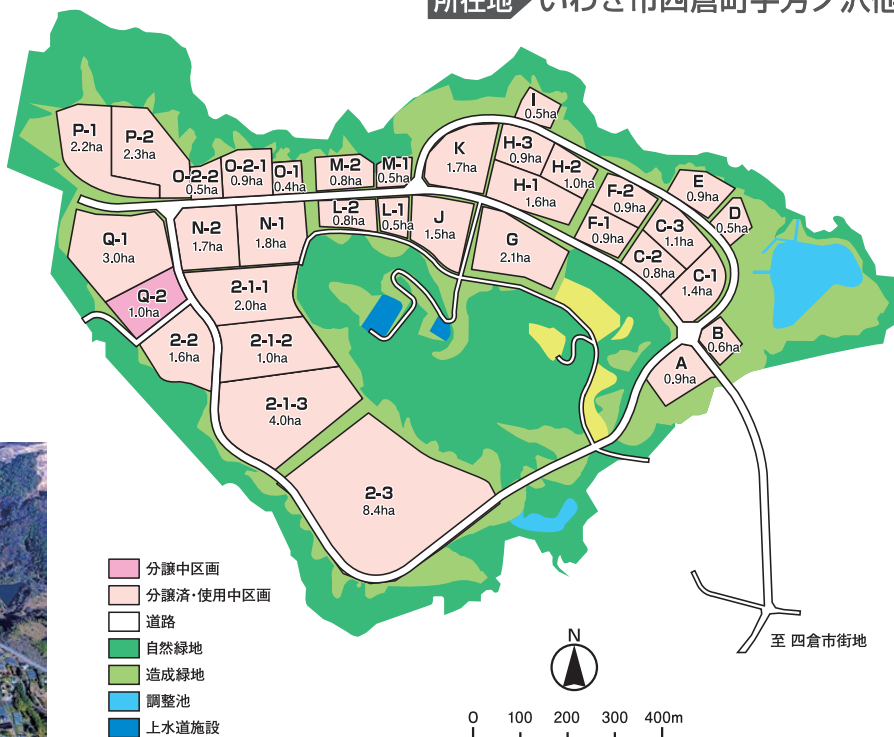 所在地 いわき市四倉町字芳ノ沢他
I
0.5ha
P-1
2.2ha
P-2
2.3ha
O-2-2
0.5ha
O-2-1
0.9ha
O-1
0.4ha
M-2
0.8ha
M-1
0.5ha
K
1.7ha
H-3
0.9ha
H-2
1.0ha
H-1
1.6ha
F-2
0.9ha
F-1
0.9ha
E
0.9ha
D
0.5ha
C-3
1.1ha
C-2
0.8ha
C-1
1.4ha
Q-1
3.0ha
N-2
1.7ha
N-1
1.8ha
L-2
0.8ha
L-1
0.5ha
J
1.5ha
G
2.1ha
Q-2
1.0ha
2-1-1
2.0ha
2-2
1.6ha
2-1-2
1.0ha
B
0.6ha
A
0.9ha
2-1-3
4.0ha
2-3
8.4ha
分譲中区画
分譲済・使用中区画
道路
自然緑地
造成緑地
調整池
上水道施設
至 四倉市街地
N
0 100 200 300 400m